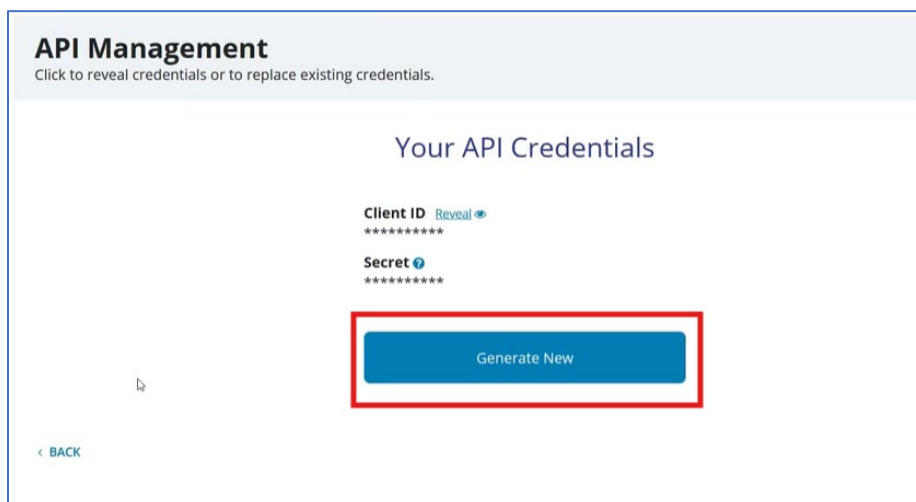 API Management
Click to reveal credentials or to replace existing credentials.
Your API Credentials
Client ID Reveal
**********
Secret ?
**********
Generate New
< BACK